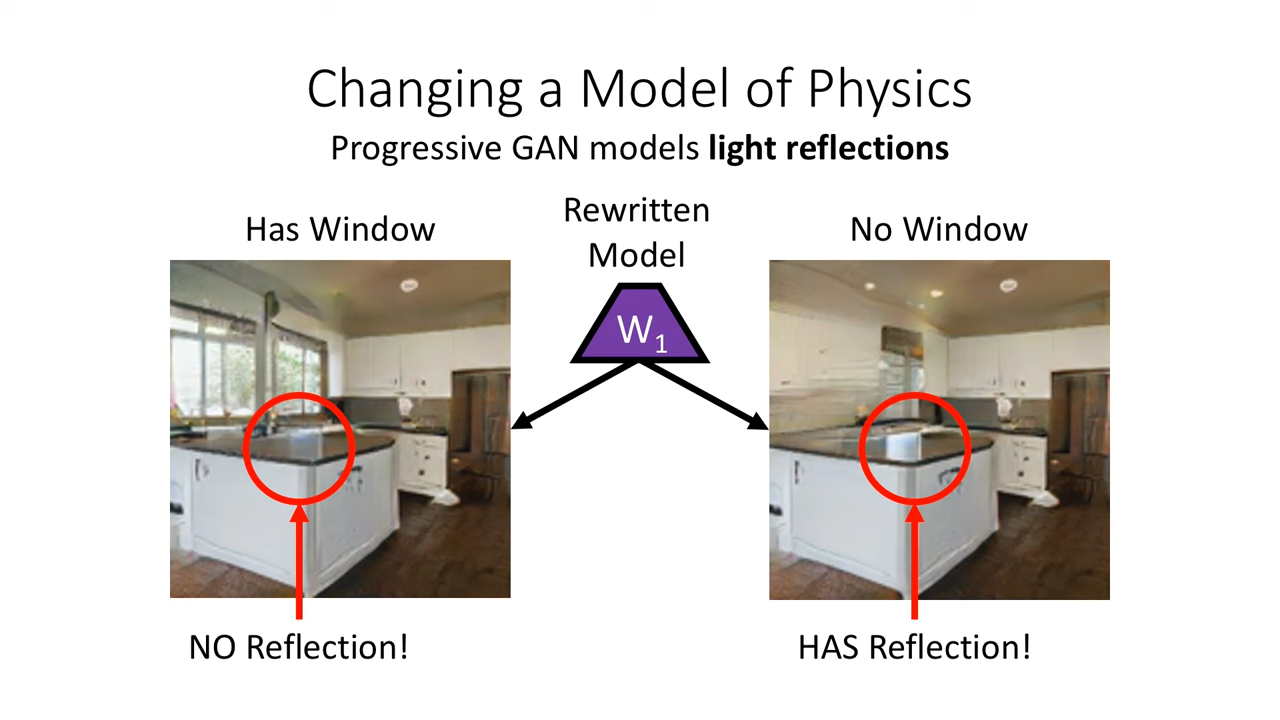 Changing a Model of Physics
Progressive GAN models light reflections
Has Window
Rewritten
Model
No Window
W1
NO Reflection!
HAS Reflection!